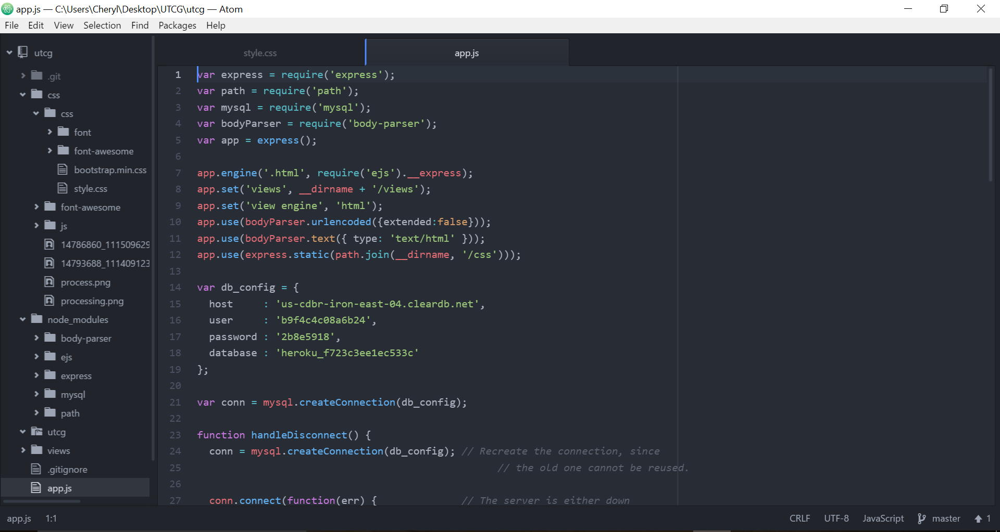 app.js — C:\Users\Cheryl\Desktop\UTCG\utcg — Atom
File Edit View Selection Find Packages Help
utcg
.git
css
css
font
font-awesome
bootstrap.min.css
style.css
font-awesome
js
14786860_111509629
14793688_111409123
process.png
processing.png
node_modules
body-parser
ejs
express
mysql
path
utcg
views
.gitignore
app.js
style.css
app.js
1 var express = require('express');
2 var path = require('path');
3 var mysql = require('mysql');
4 var bodyParser = require('body-parser');
5 var app = express();
6
7 app.engine('.html', require('ejs').__express);
8 app.set('views', __dirname + '/views');
9 app.set('view engine', 'html');
10 app.use(bodyParser.urlencoded({extended:false}));
11 app.use(bodyParser.text({ type: 'text/html' }));
12 app.use(express.static(path.join(__dirname, '/css')));
13
14 var db_config = {
15   host     : 'us-cdbr-iron-east-04.cleardb.net',
16   user     : 'b9f4c4c08a6b24',
17   password : '2b8e5918',
18   database : 'heroku_f723c3ee1ec533c'
19 };
20
21 var conn = mysql.createConnection(db_config);
22
23 function handleDisconnect() {
24   conn = mysql.createConnection(db_config); // Recreate the connection, since
25                                                   // the old one cannot be reused.
26
27   conn.connect(function(err) {              // The server is either down
app.js 1:1 CRLF UTF-8 JavaScript master 1